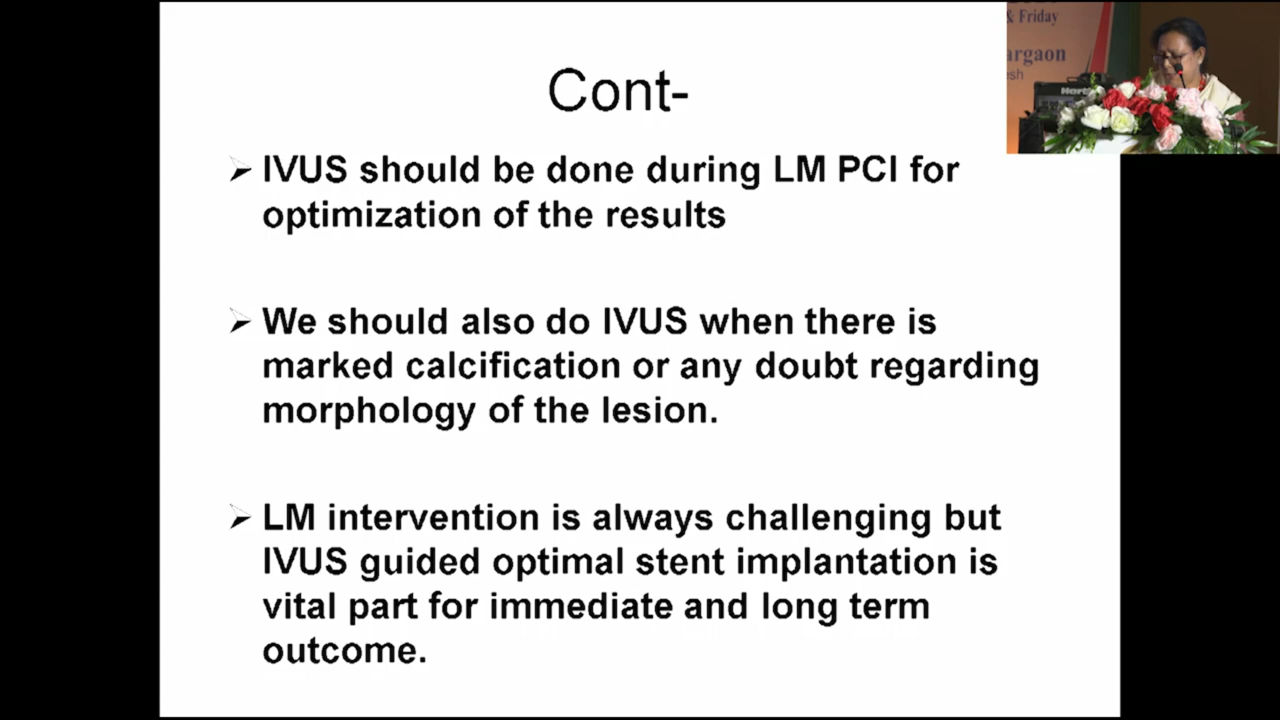 Cont-
IVUS should be done during LM PCI for
optimization of the results
We should also do IVUS when there is
marked calcification or any doubt regarding
morphology of the lesion.
LM intervention is always challenging but
IVUS guided optimal stent implantation is
vital part for immediate and long term
outcome.
& Friday